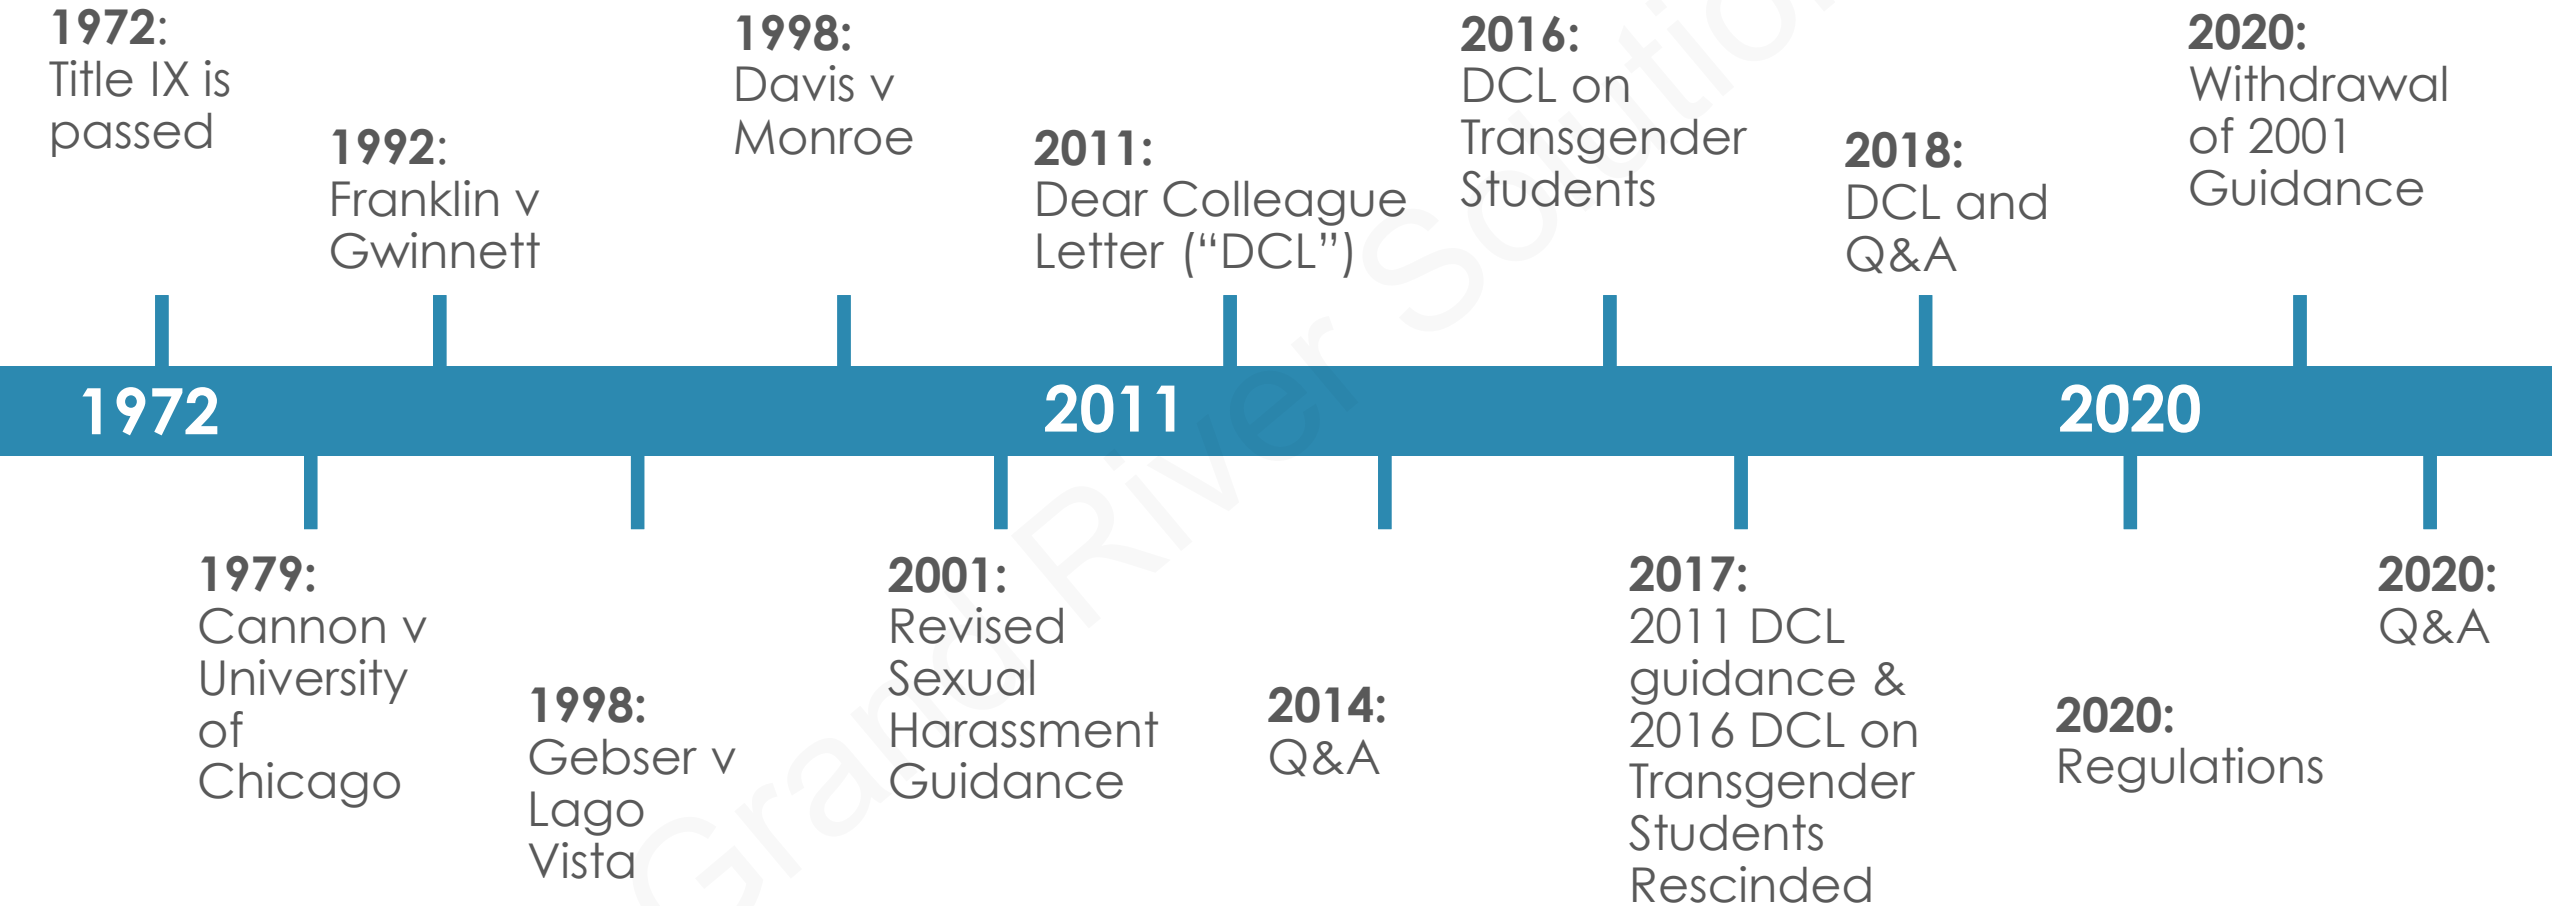 1972:
Title IX is
passed
1992:
Franklin v
Gwinnett
1998:
Davis v
Monroe
2011:
Dear Colleague
Letter (“DCL”)
2016:
DCL on
Transgender
Students
2018:
DCL and
Q&A
2020:
Withdrawal
of 2001
Guidance
1972
2011
2020
1979:
Cannon v
University
of
Chicago
1998:
Gebser v
Lago
Vista
2001:
Revised
Sexual
Harassment
Guidance
2014:
Q&A
2017:
2011 DCL
guidance &
2016 DCL on
Transgender
Students
Rescinded
2020:
Regulations
2020:
Q&A
Grand River Solutio